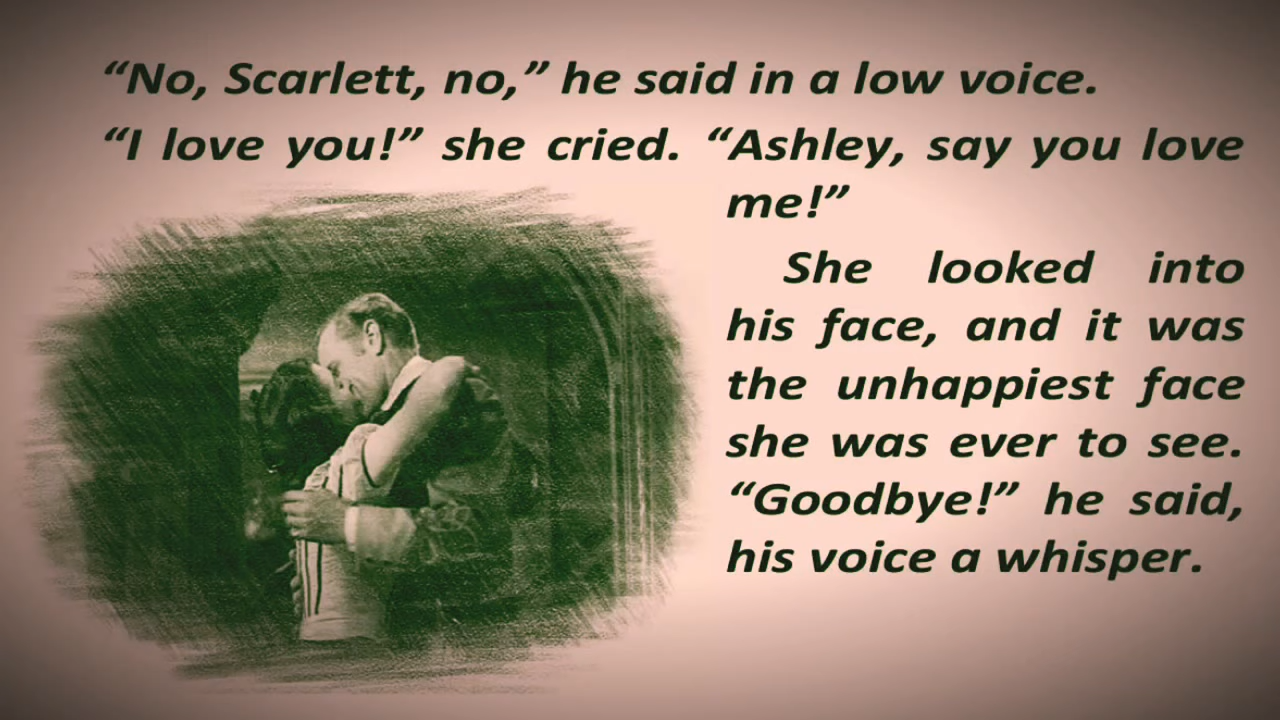 “No, Scarlett, no,” he said in a low voice.
“I love you!” she cried. “Ashley, say you love
me!”
She looked into
his face, and it was
the unhappiest face
she was ever to see.
“Goodbye!” he said,
his voice a whisper.